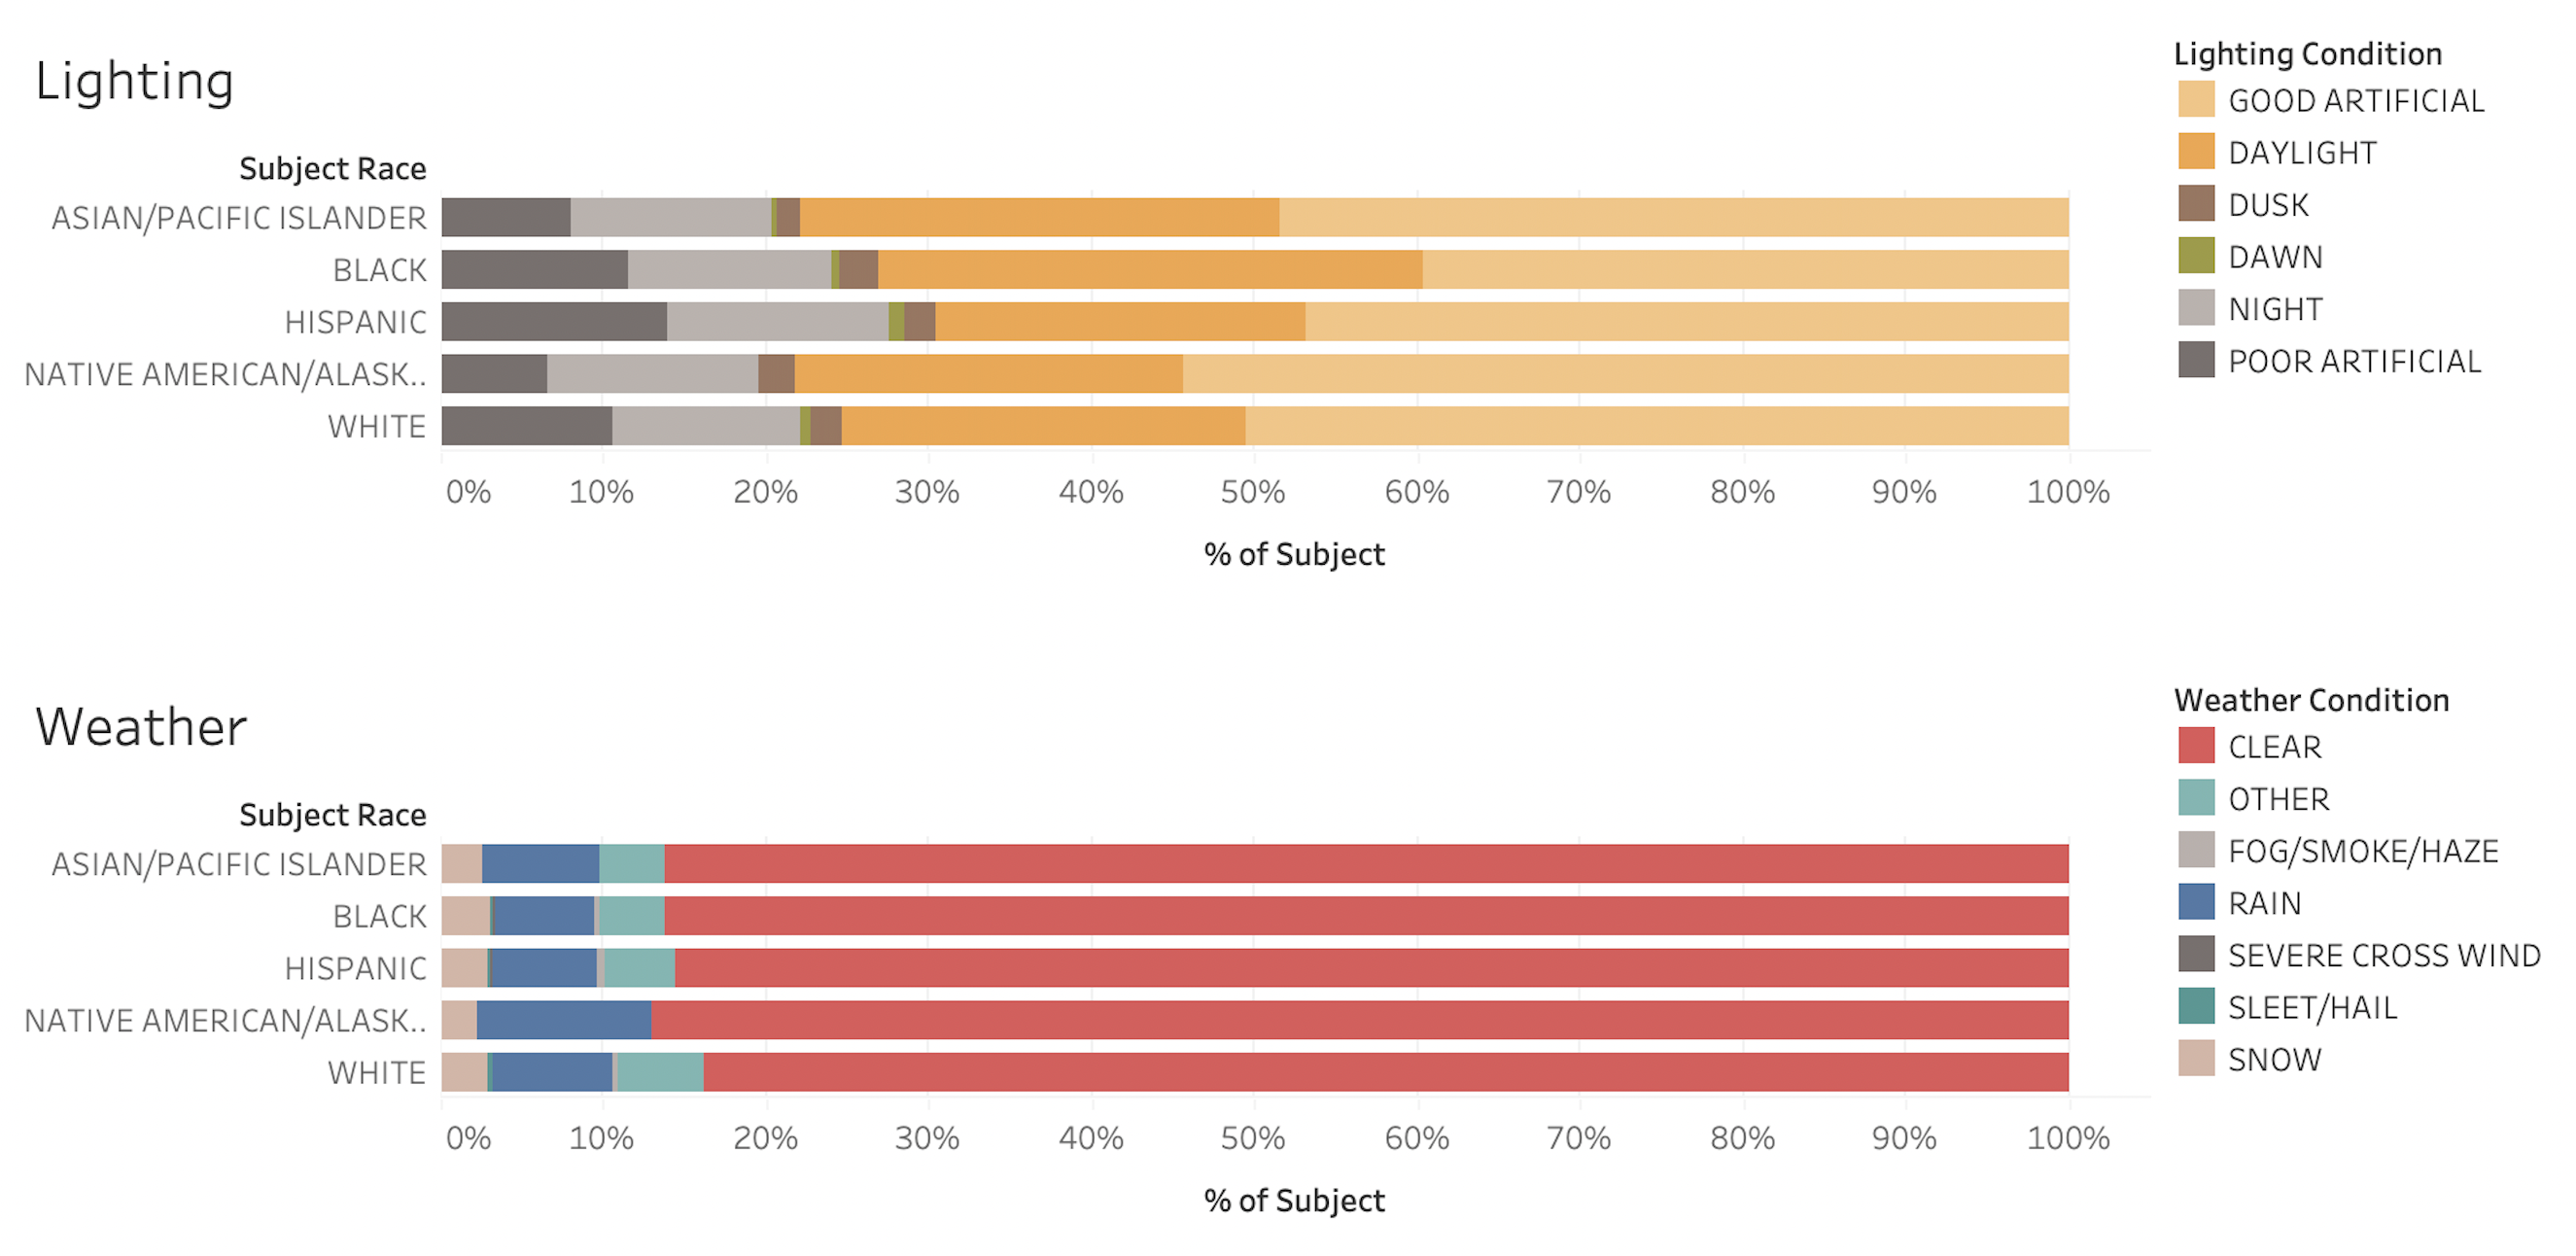 Lighting
Subject Race
ASIAN/PACIFIC ISLANDER
BLACK
HISPANIC
NATIVE AMERICAN/ALASK..
WHITE
0% 10% 20% 30% 40% 50% 60% 70% 80% 90% 100%
% of Subject
Lighting Condition
GOOD ARTIFICIAL
DAYLIGHT
DUSK
DAWN
NIGHT
POOR ARTIFICIAL
Weather
Subject Race
ASIAN/PACIFIC ISLANDER
BLACK
HISPANIC
NATIVE AMERICAN/ALASK..
WHITE
0% 10% 20% 30% 40% 50% 60% 70% 80% 90% 100%
% of Subject
Weather Condition
CLEAR
OTHER
FOG/SMOKE/HAZE
RAIN
SEVERE CROSS WIND
SLEET/HAIL
SNOW